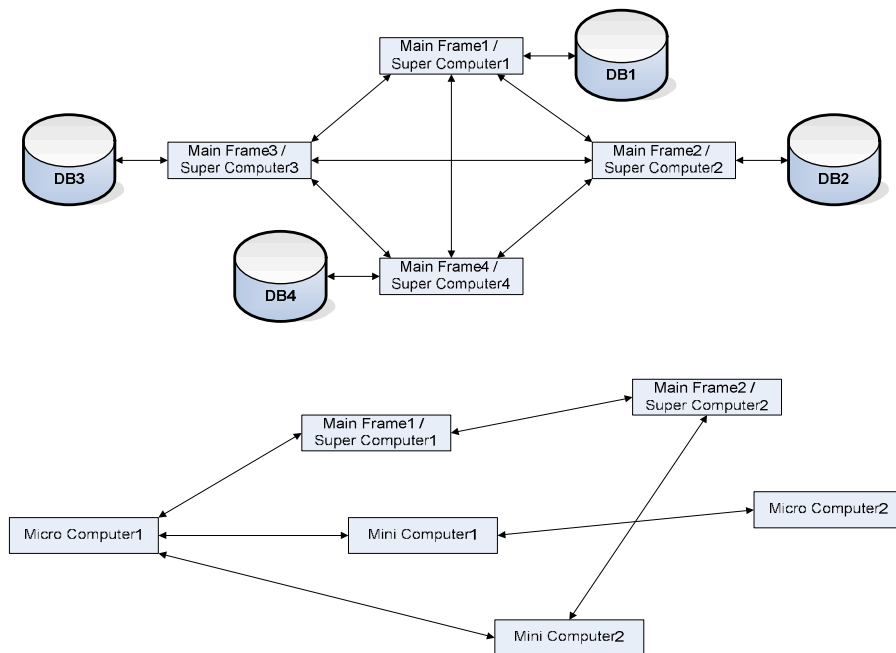 Main Frame1 /
Super Computer1
DB1
Main Frame3 /
Super Computer3
Main Frame2 /
Super Computer2
DB3
DB2
Main Frame4 /
Super Computer4
DB4
Main Frame2 /
Super Computer2
Main Frame1 /
Super Computer1
Micro Computer2
Micro Computer1
Mini Computer1
Mini Computer2